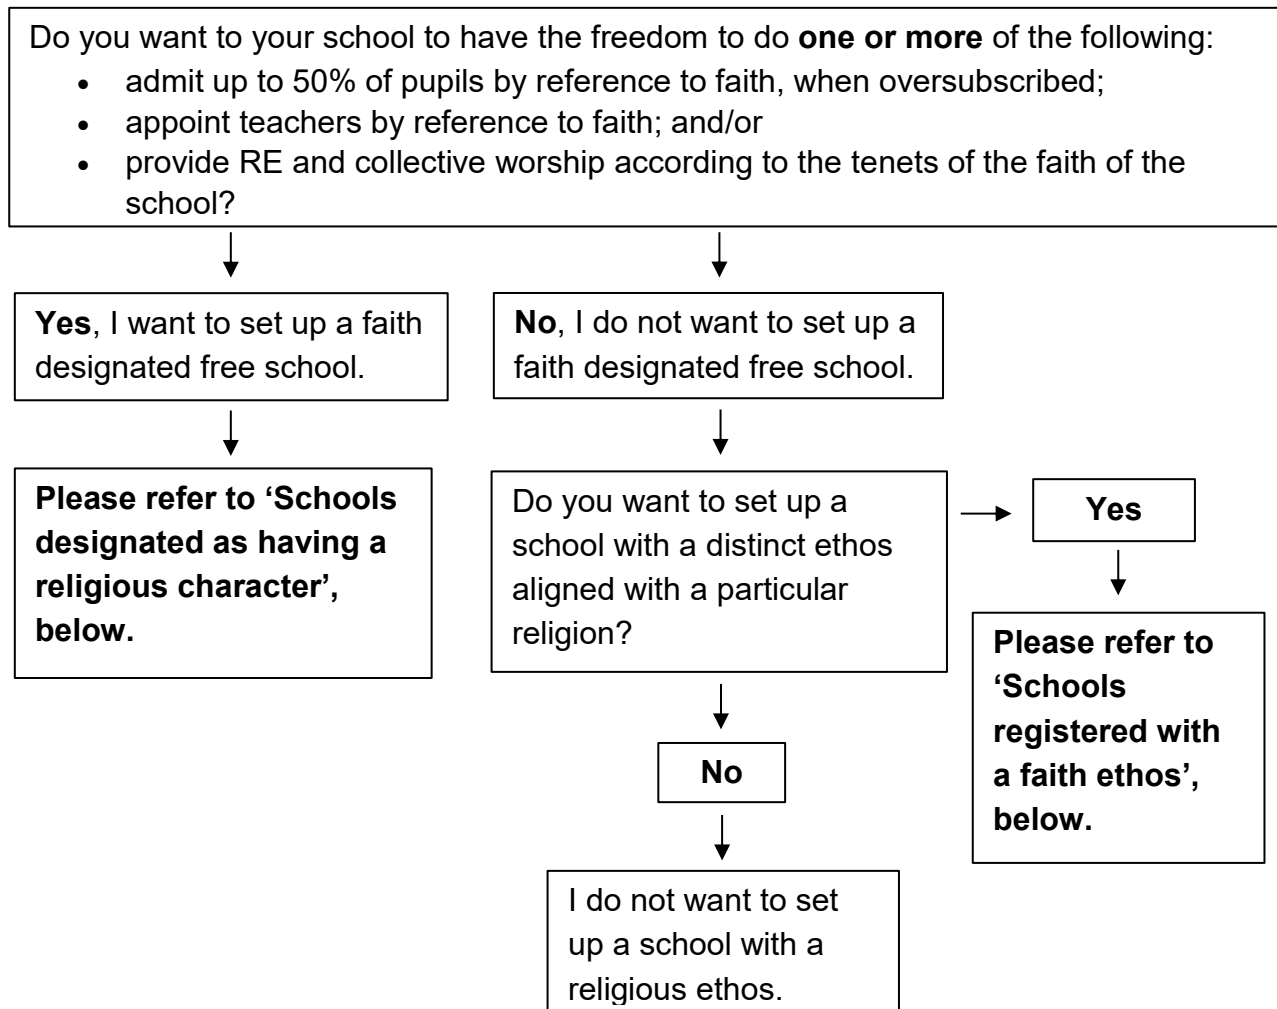 Do you want to your school to have the freedom to do one or more of the following:
• admit up to 50% of pupils by reference to faith, when oversubscribed;
• appoint teachers by reference to faith; and/or
• provide RE and collective worship according to the tenets of the faith of the
school?
Yes, I want to set up a faith
designated free school.
Please refer to ‘Schools
designated as having a
religious character’,
below.
No, I do not want to set up a
faith designated free school.
Do you want to set up a
school with a distinct ethos
aligned with a particular
religion?
Yes
Please refer to
‘Schools
registered with
a faith ethos’,
below.
No
I do not want to set
up a school with a
religious ethos.